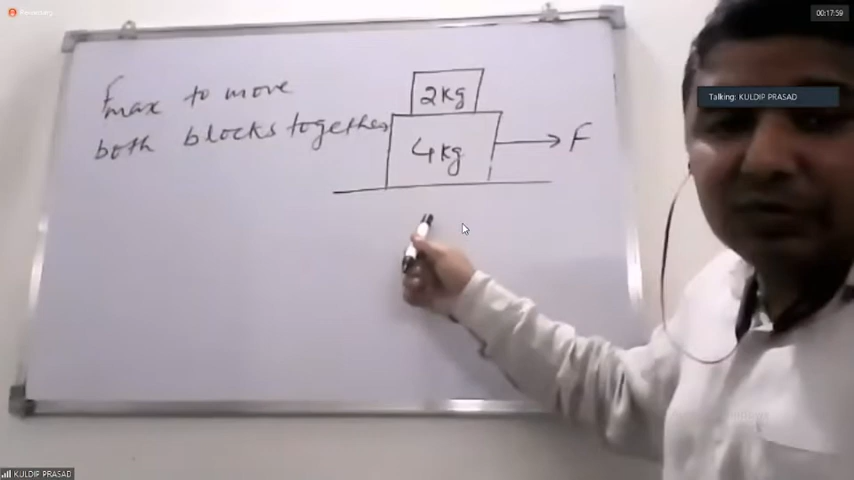 00:17:59
Fmax to move
both blocks together
2kg
4kg
F
Talking: KULDIP PRASAD
KULDIP PRASAD